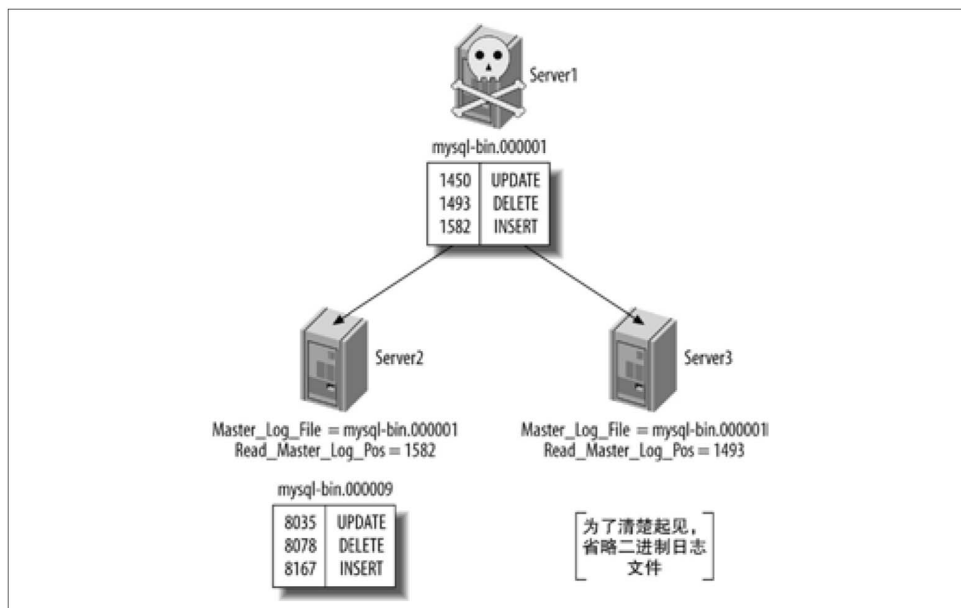 Server1
mysql-bin.000001
1450 UPDATE
1493 DELETE
1582 INSERT
Server2
Server3
Master_Log_File = mysql-bin.000001
Read_Master_Log_Pos = 1582
Master_Log_File = mysql-bin.000001
Read_Master_Log_Pos = 1493
mysql-bin.000009
8035 UPDATE
8078 DELETE
8167 INSERT
为了清楚起见，
省略二进制日志
文件